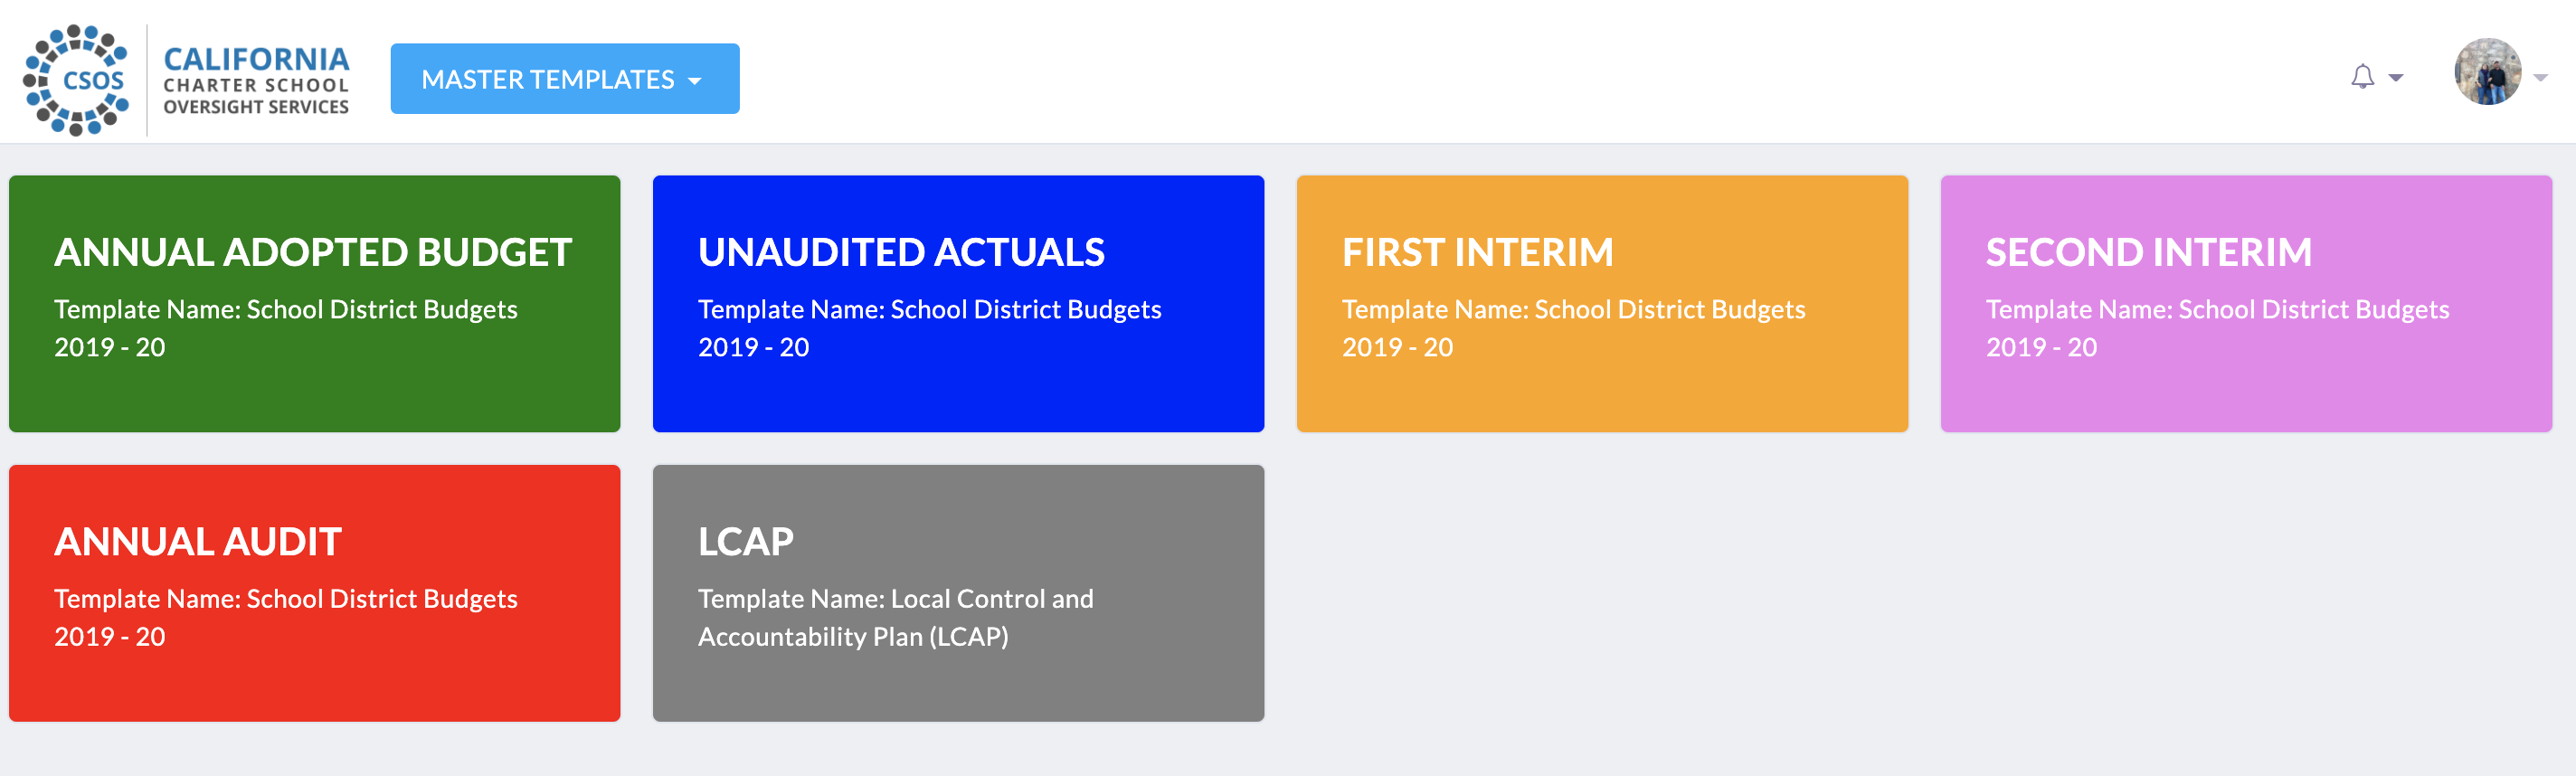 CSOS
CALIFORNIA
CHARTER SCHOOL
OVERSIGHT SERVICES
MASTER TEMPLATES
ANNUAL ADOPTED BUDGET
Template Name: School District Budgets
2019 - 20
UNAUDITED ACTUALS
Template Name: School District Budgets
2019 - 20
FIRST INTERIM
Template Name: School District Budgets
2019 - 20
SECOND INTERIM
Template Name: School District Budgets
2019 - 20
ANNUAL AUDIT
Template Name: School District Budgets
2019 - 20
LCAP
Template Name: Local Control and
Accountability Plan (LCAP)